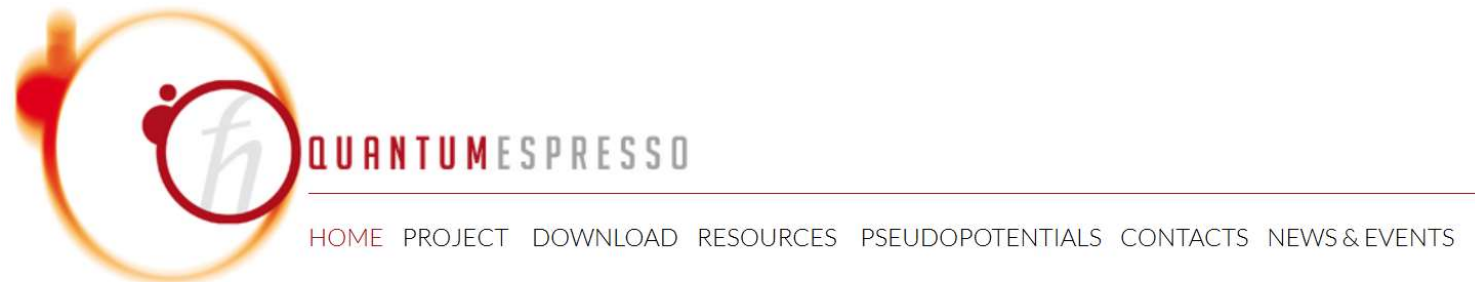 ħ
QUANTUMESPRESSO
HOME PROJECT DOWNLOAD RESOURCES PSEUDOPOTENTIALS CONTACTS NEWS & EVENTS